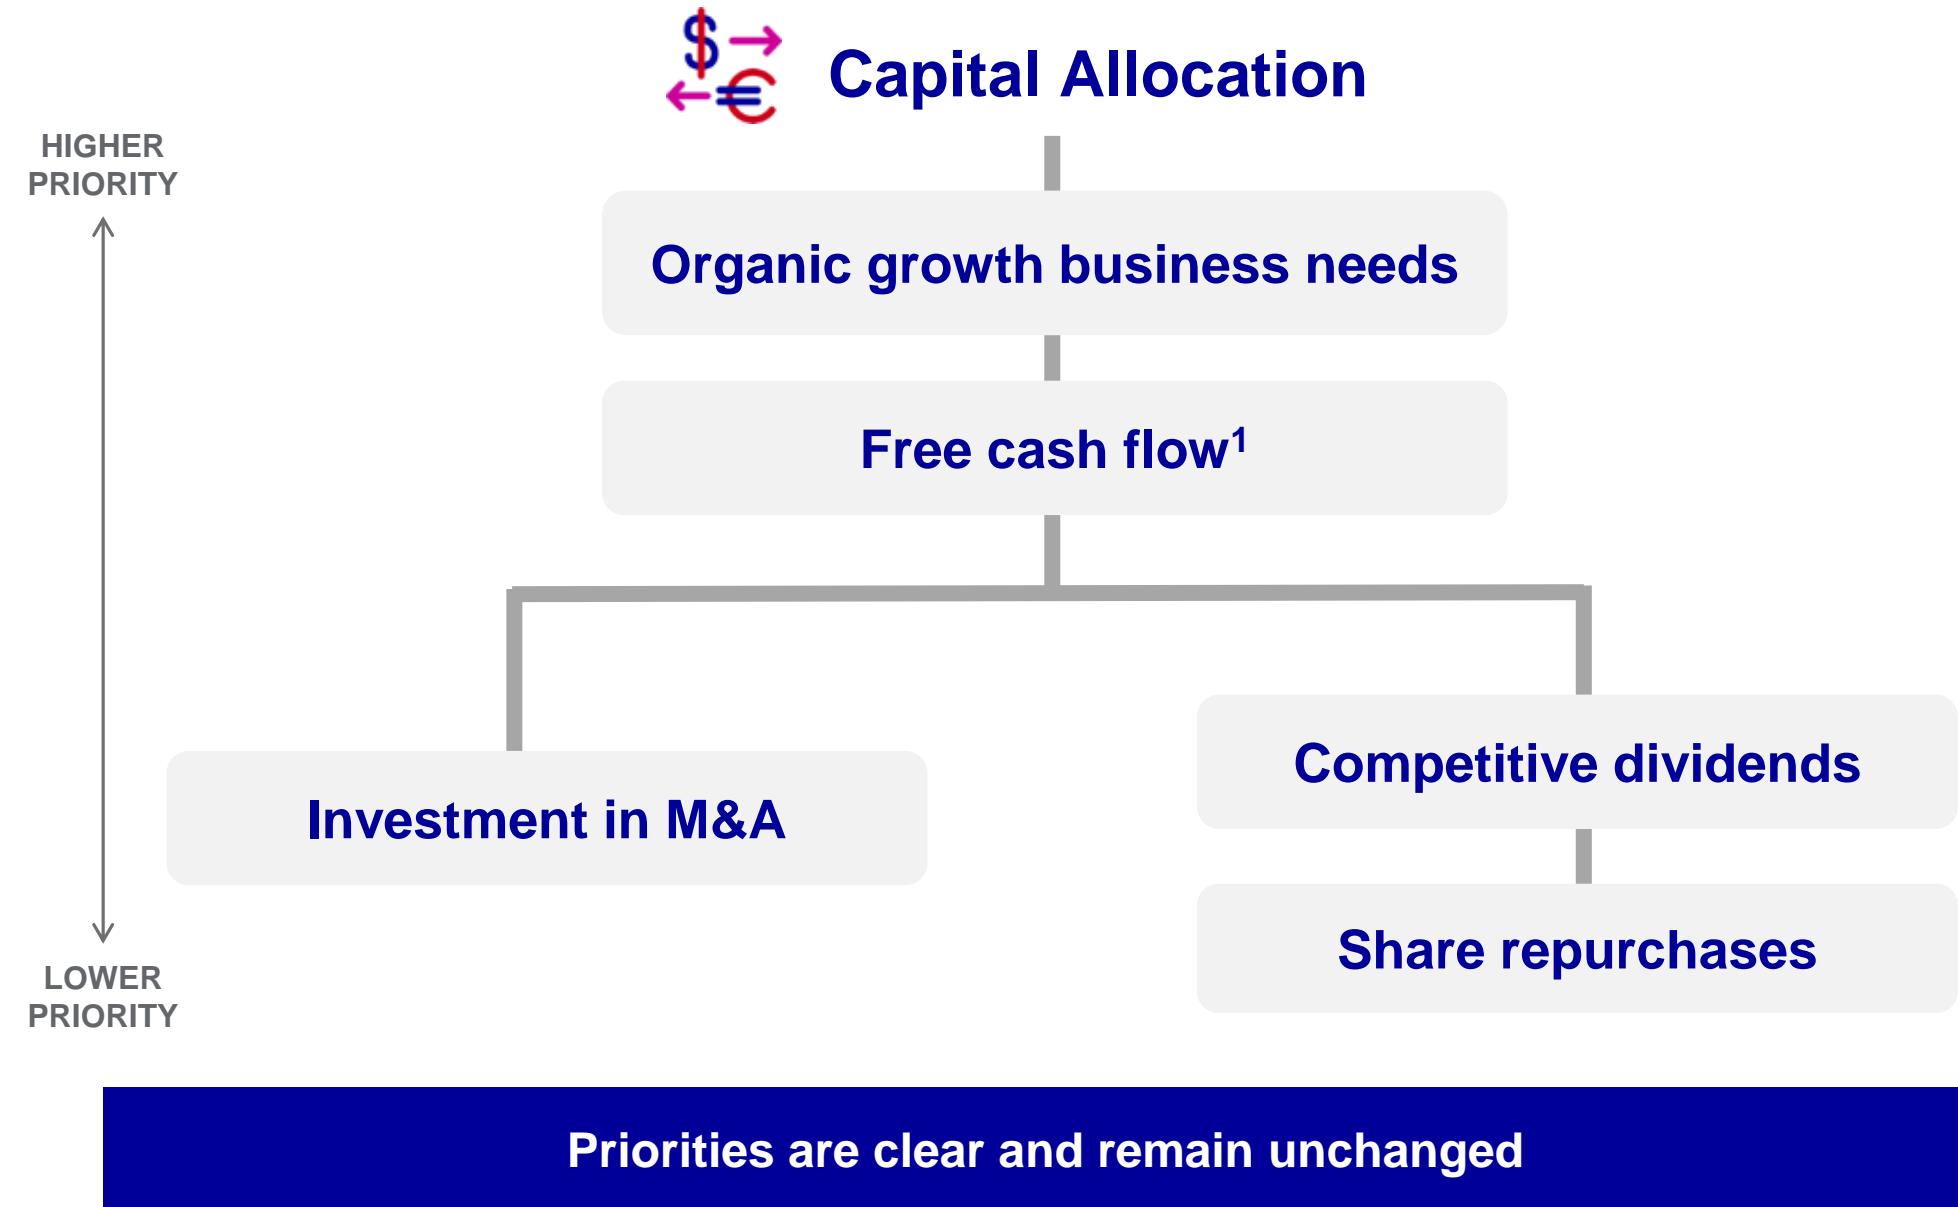 Capital Allocation
HIGHER
PRIORITY
Organic growth business needs
Free cash flow¹
Investment in M&A
Competitive dividends
Share repurchases
LOWER
PRIORITY
Priorities are clear and remain unchanged